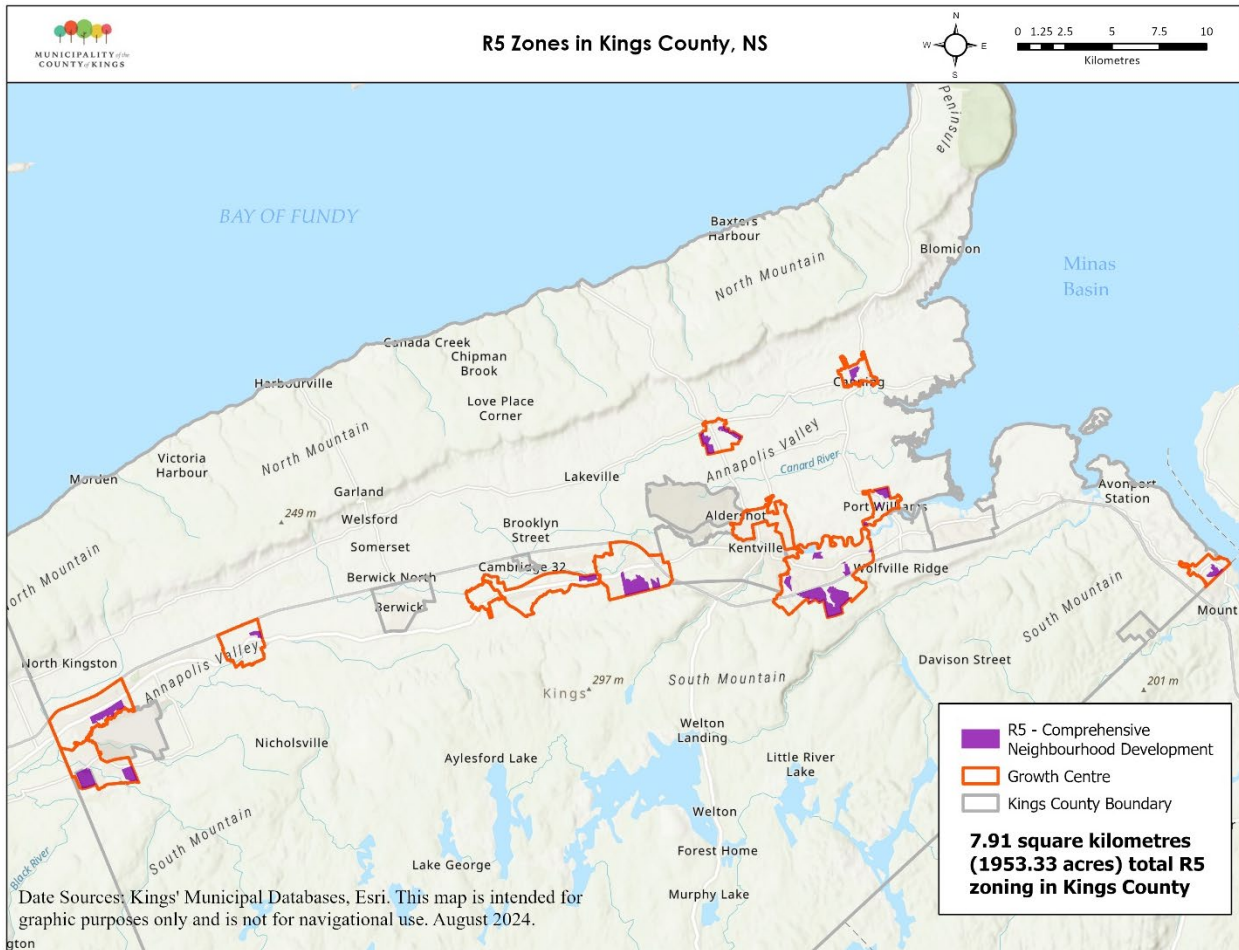 MUNICIPALITY of the
COUNTY of KINGS
R5 Zones in Kings County, NS
N
W
E
S
0 1.25 2.5 5 7.5 10
Kilometres
Peninsula
BAY OF FUNDY
Baxters
Harbour
Blomidon
North Mountain
Minas
Basin
Canada Creek
Chipman
Brook
Harbourville
Canning
Love Place
Corner
North Mountain
Annapolis Valley
Victoria
Harbour
Morden
Lakeville
Canard River
Garland
Avonport
Station
249 m
Welsford
Brooklyn
Street
Aldershot
Port Williams
Somerset
Kentville
North Mountain
Berwick North
Cambridge 32
Wolfville Ridge
Berwick
South Mountain
Mount
Annapolis Valley
North Kingston
Davison Street
Kings
297 m
South Mountain
201 m
Welton
Landing
Nicholsville
Aylesford Lake
Little River
Lake
Welton
South Mountain
Forest Home
Black River
Lake George
Murphy Lake
R5 - Comprehensive
Neighbourhood Development
Growth Centre
Kings County Boundary
7.91 square kilometres
(1953.33 acres) total R5
zoning in Kings County
Date Sources: Kings' Municipal Databases, Esri. This map is intended for
graphic purposes only and is not for navigational use. August 2024.
gton